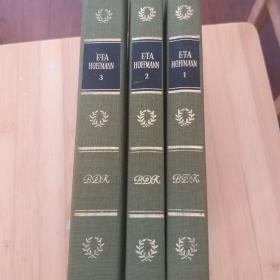 E·T·A
HOFFMANN
3
BDK
E·T·A
HOFFMANN
2
BDK
E·T·A
HOFFMANN
1
BDK